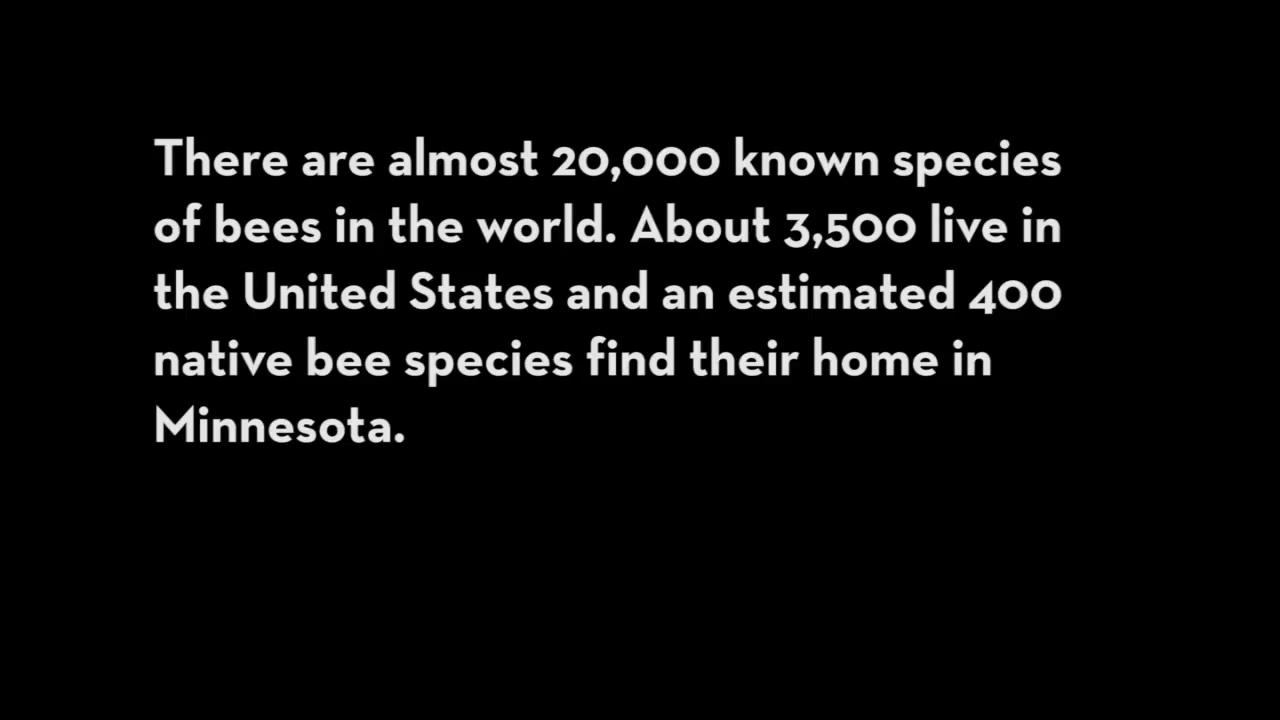 There are almost 20,000 known species
of bees in the world. About 3,500 live in
the United States and an estimated 400
native bee species find their home in
Minnesota.